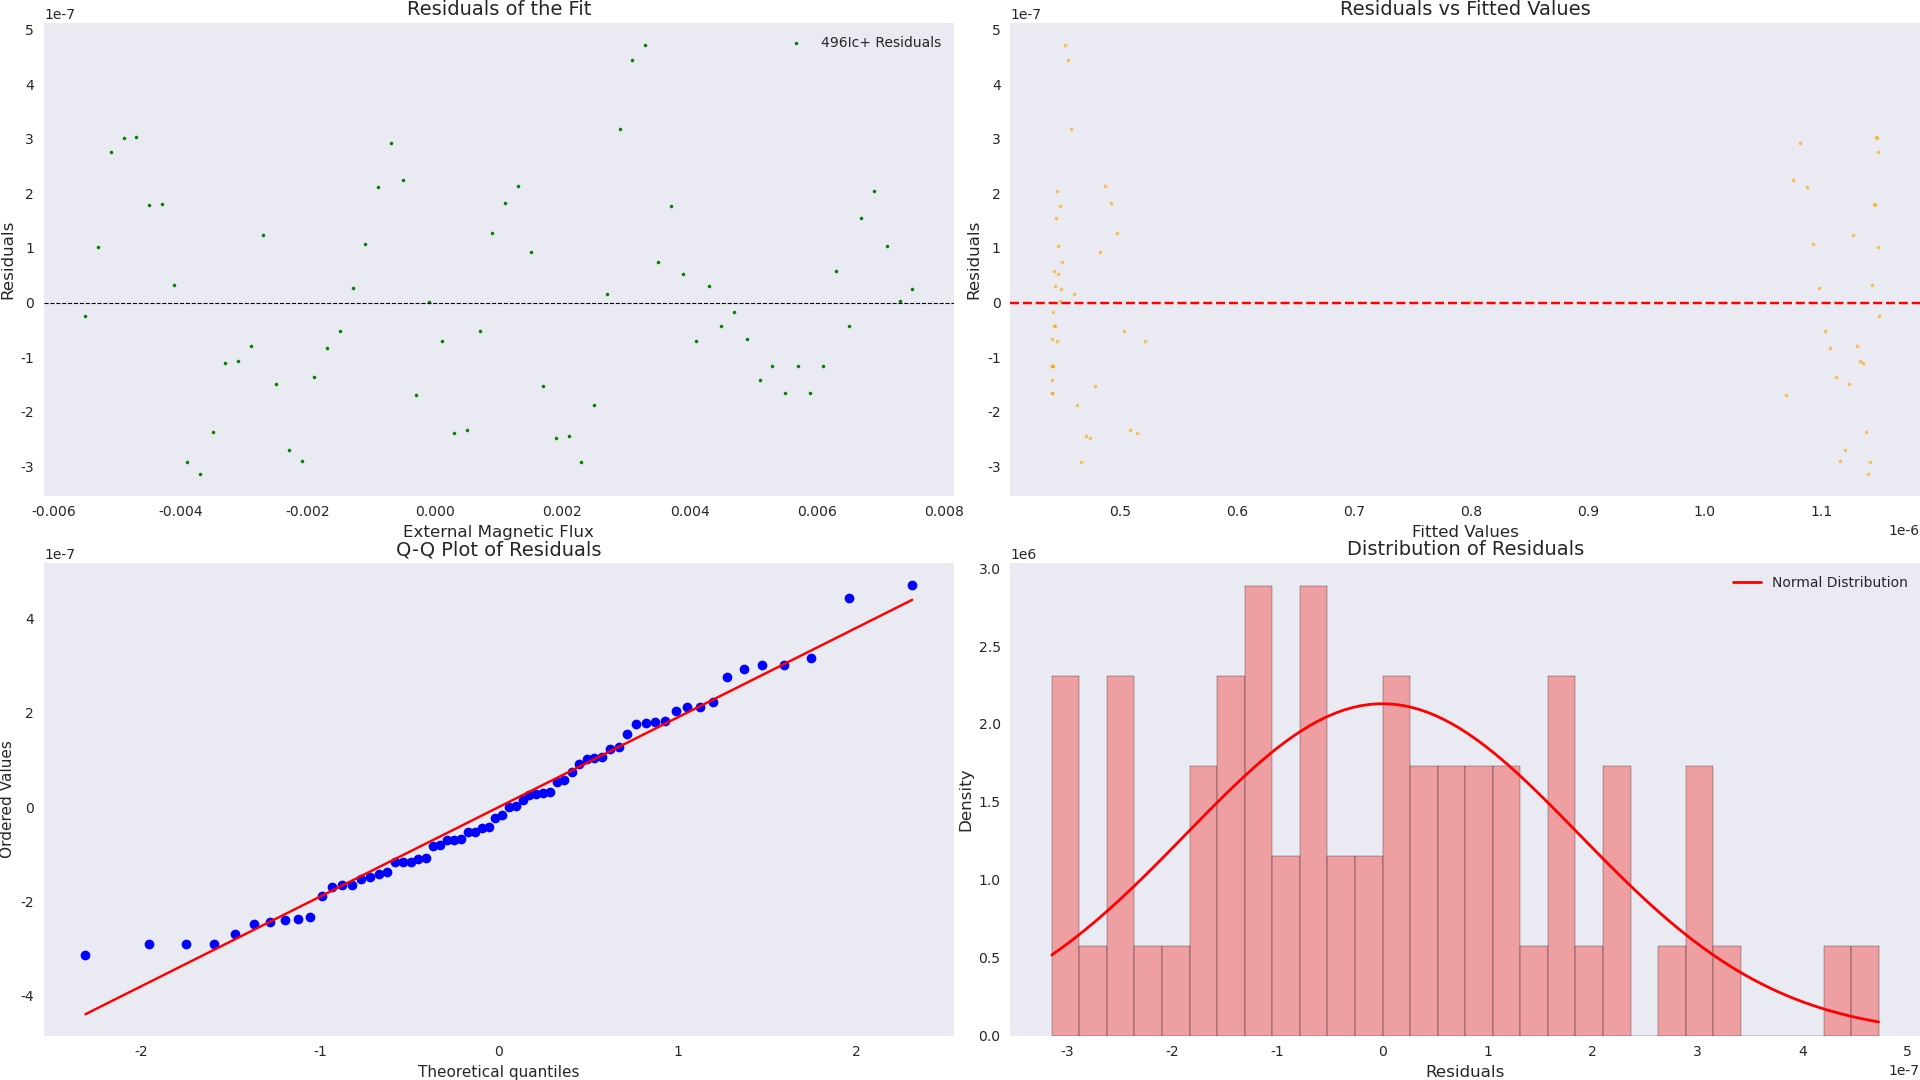 Residuals of the Fit
1e-7
496Ic+ Residuals
5
4
3
2
1
0
-1
-2
-3
Residuals
-0.006 -0.004 -0.002 0.000 0.002 0.004 0.006 0.008
External Magnetic Flux
Residuals vs Fitted Values
1e-7
5
4
3
2
1
0
-1
-2
-3
Residuals
0.5 0.6 0.7 0.8 0.9 1.0 1.1
1e-6
Fitted Values
Q-Q Plot of Residuals
1e-7
4
2
0
-2
-4
Ordered Values
-2 -1 0 1 2
Theoretical quantiles
Distribution of Residuals
1e6
Normal Distribution
3.0
2.5
2.0
1.5
1.0
0.5
0.0
Density
-3 -2 -1 0 1 2 3 4 5
1e-7
Residuals